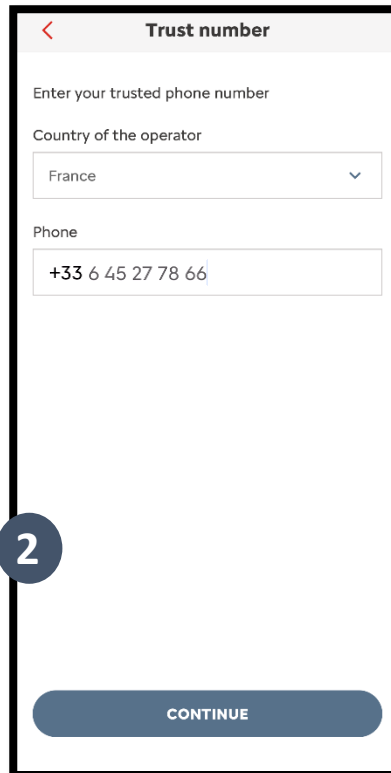 Trust number
Enter your trusted phone number
Country of the operator
France
Phone
+33 6 45 27 78 66
2
CONTINUE